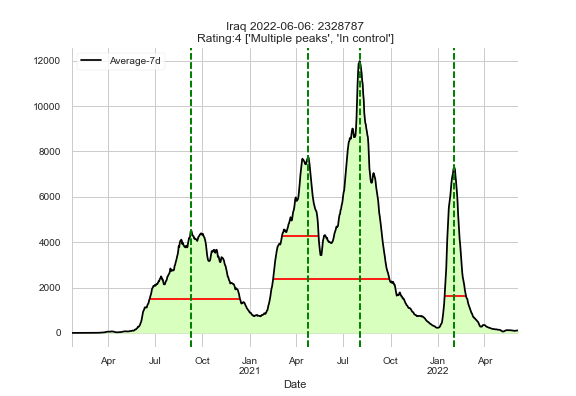 Iraq 2022-06-06: 2328787
Rating:4 ['Multiple peaks', 'In control']
Average-7d
12000
10000
8000
6000
4000
2000
0
Apr Jul Oct Jan Apr Jul Oct Jan Apr
2021 2022
Date